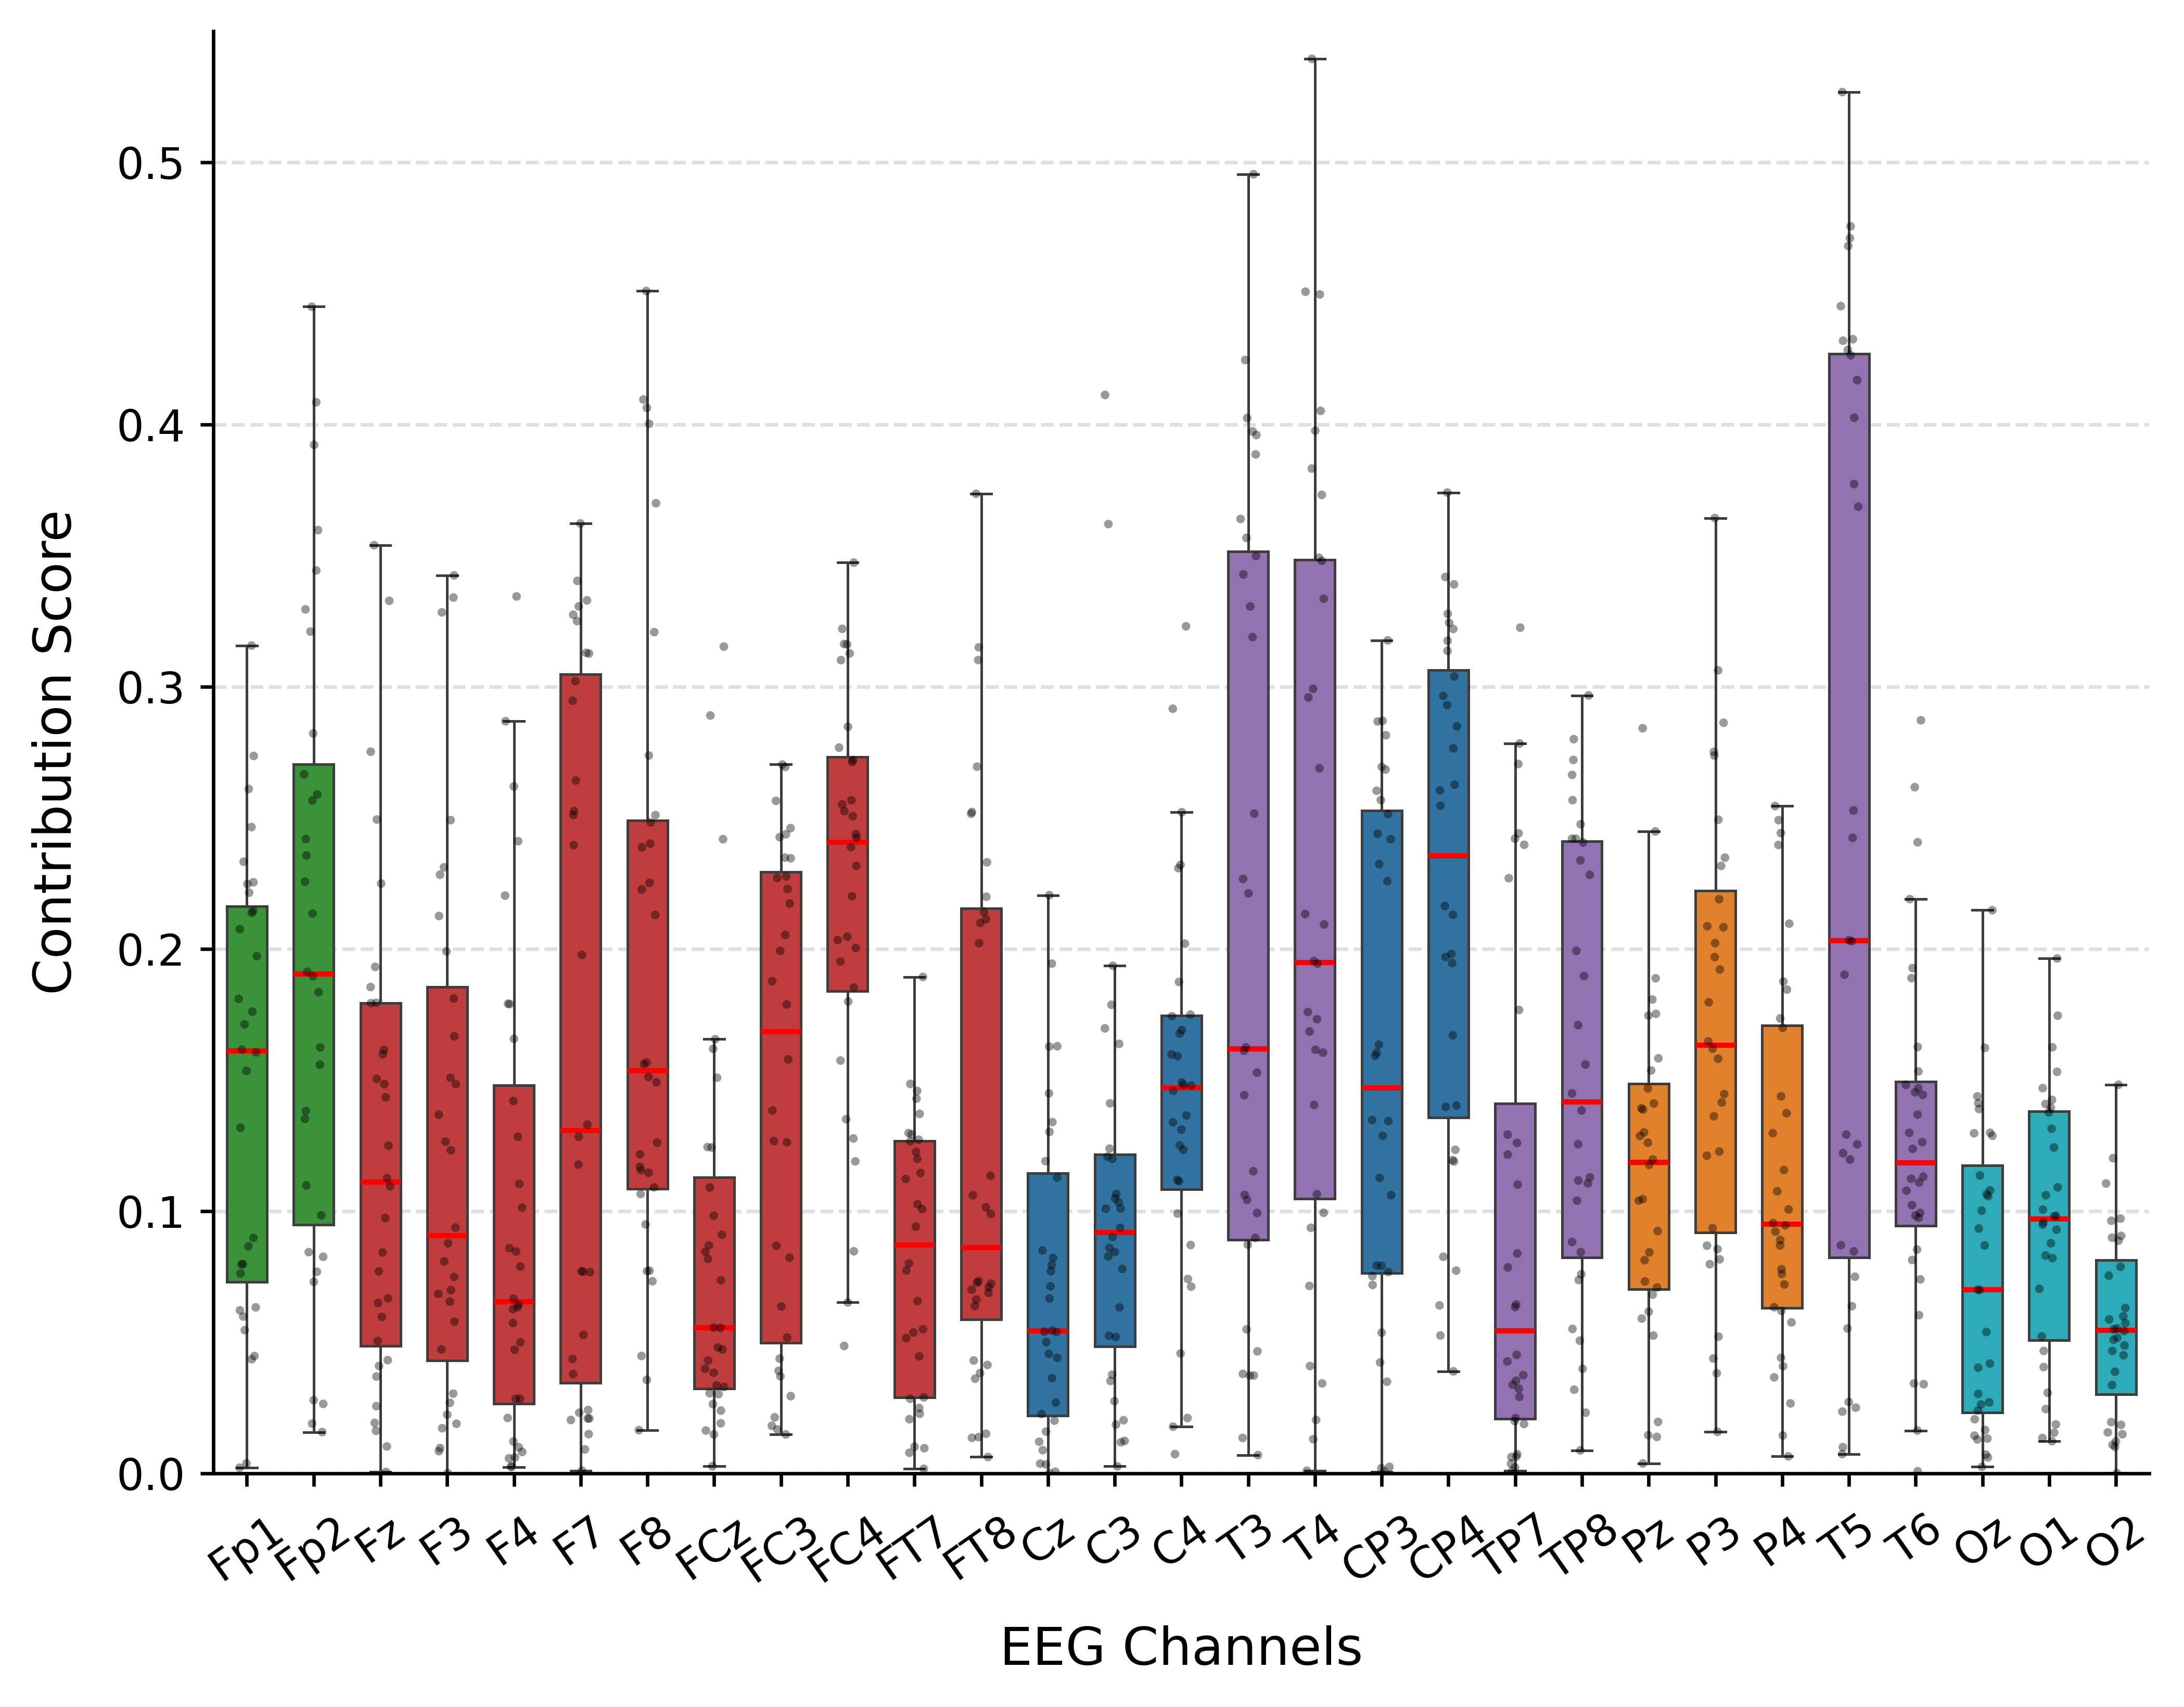 Contribution Score
0.5
0.4
0.3
0.2
0.1
0.0
Fp1 Fp2 Fz F3 F4 F7 F8 FCz FC3 FC4 FT7 FT8 Cz C3 C4 T3 T4 CP3 CP4 TP7 TP8 Pz P3 P4 T5 T6 Oz O1 O2
EEG Channels